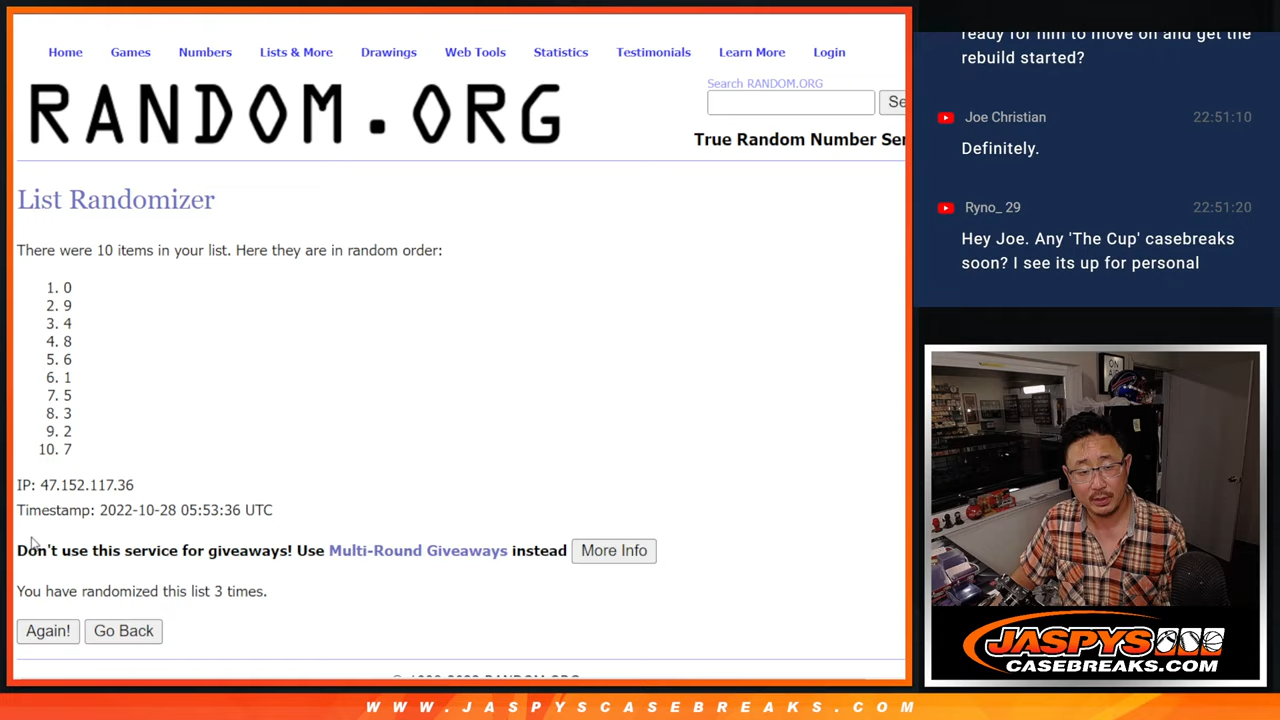 Home Games Numbers Lists & More Drawings Web Tools Statistics Testimonials Learn More Login
RANDOM.ORG
Search RANDOM.ORG
Se
True Random Number Ser
List Randomizer
There were 10 items in your list. Here they are in random order:
1. 0
2. 9
3. 4
4. 8
5. 6
6. 1
7. 5
8. 3
9. 2
10. 7
IP: 47.152.117.36
Timestamp: 2022-10-28 05:53:36 UTC
Don't use this service for giveaways! Use Multi-Round Giveaways instead More Info
You have randomized this list 3 times.
Again! Go Back
ready for him to move on and get the
rebuild started?
Joe Christian 22:51:10
Definitely.
Ryno_ 29 22:51:20
Hey Joe. Any 'The Cup' casebreaks
soon? I see its up for personal
ON AIR
JASPYS
CASEBREAKS.COM
WWW.JASPYSCASEBREAKS.COM